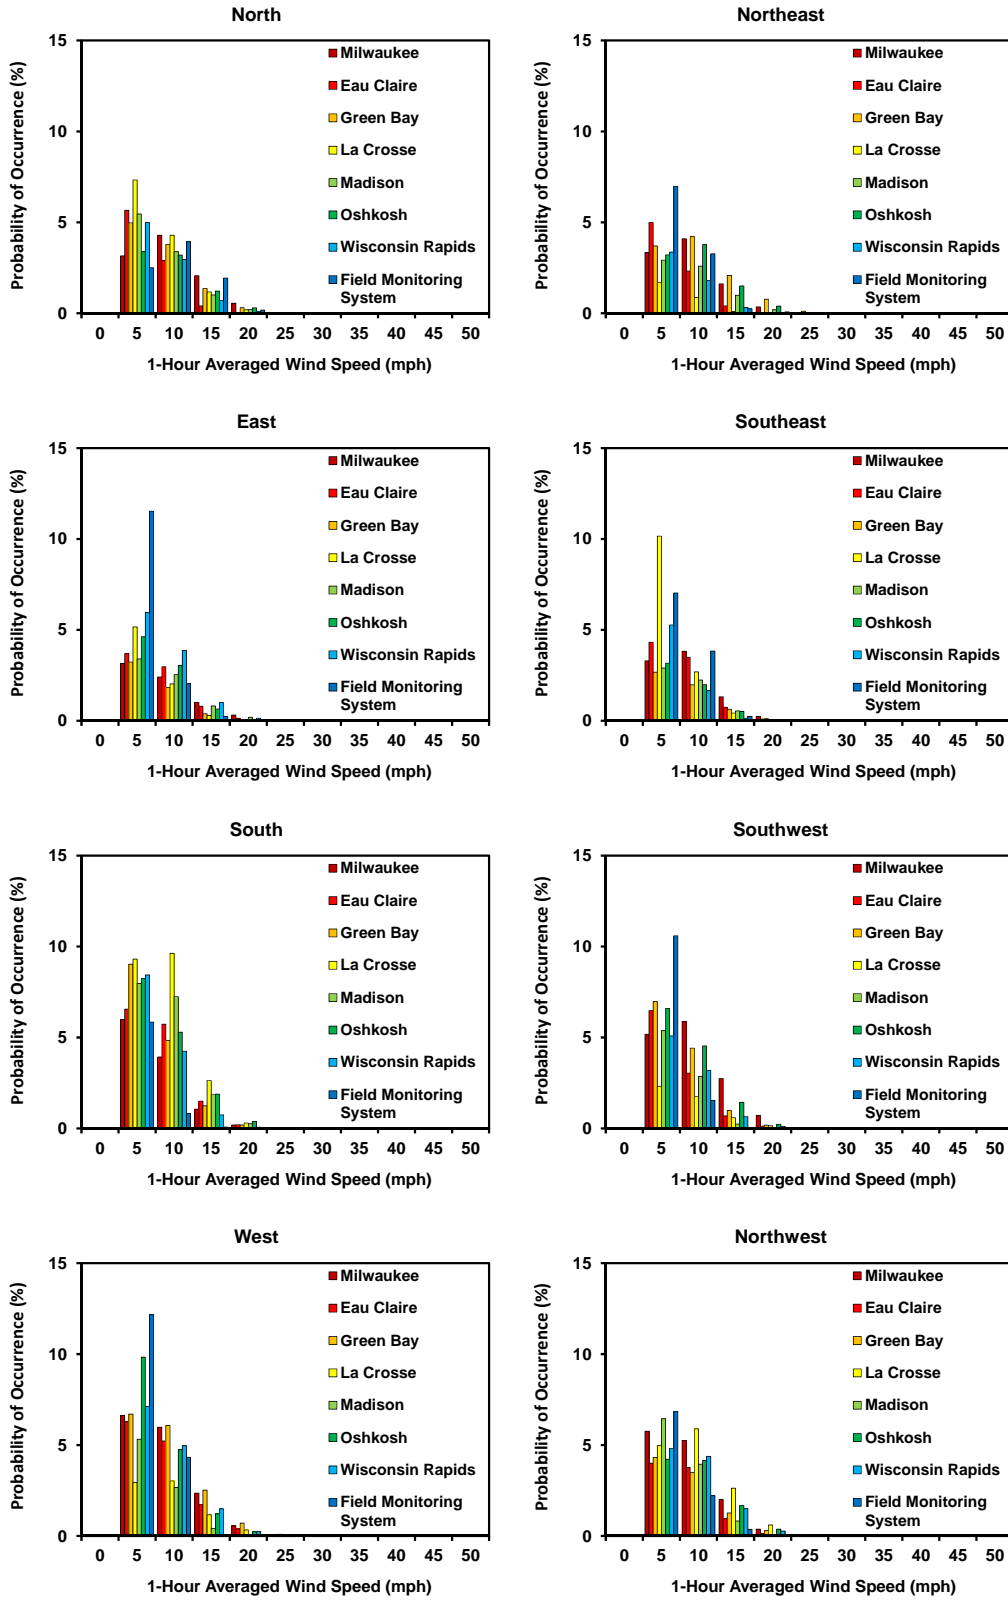 North
Probability of Occurrence (%)
15
10
5
0
Milwaukee
Eau Claire
Green Bay
La Crosse
Madison
Oshkosh
Wisconsin Rapids
Field Monitoring
System
0 5 10 15 20 25 30 35 40 45 50
1-Hour Averaged Wind Speed (mph)
Northeast
Probability of Occurrence (%)
15
10
5
0
Milwaukee
Eau Claire
Green Bay
La Crosse
Madison
Oshkosh
Wisconsin Rapids
Field Monitoring
System
0 5 10 15 20 25 30 35 40 45 50
1-Hour Averaged Wind Speed (mph)
East
Probability of Occurrence (%)
15
10
5
0
Milwaukee
Eau Claire
Green Bay
La Crosse
Madison
Oshkosh
Wisconsin Rapids
Field Monitoring
System
0 5 10 15 20 25 30 35 40 45 50
1-Hour Averaged Wind Speed (mph)
Southeast
Probability of Occurrence (%)
15
10
5
0
Milwaukee
Eau Claire
Green Bay
La Crosse
Madison
Oshkosh
Wisconsin Rapids
Field Monitoring
System
0 5 10 15 20 25 30 35 40 45 50
1-Hour Averaged Wind Speed (mph)
South
Probability of Occurrence (%)
15
10
5
0
Milwaukee
Eau Claire
Green Bay
La Crosse
Madison
Oshkosh
Wisconsin Rapids
Field Monitoring
System
0 5 10 15 20 25 30 35 40 45 50
1-Hour Averaged Wind Speed (mph)
Southwest
Probability of Occurrence (%)
15
10
5
0
Milwaukee
Eau Claire
Green Bay
La Crosse
Madison
Oshkosh
Wisconsin Rapids
Field Monitoring
System
0 5 10 15 20 25 30 35 40 45 50
1-Hour Averaged Wind Speed (mph)
West
Probability of Occurrence (%)
15
10
5
0
Milwaukee
Eau Claire
Green Bay
La Crosse
Madison
Oshkosh
Wisconsin Rapids
Field Monitoring
System
0 5 10 15 20 25 30 35 40 45 50
1-Hour Averaged Wind Speed (mph)
Northwest
Probability of Occurrence (%)
15
10
5
0
Milwaukee
Eau Claire
Green Bay
La Crosse
Madison
Oshkosh
Wisconsin Rapids
Field Monitoring
System
0 5 10 15 20 25 30 35 40 45 50
1-Hour Averaged Wind Speed (mph)